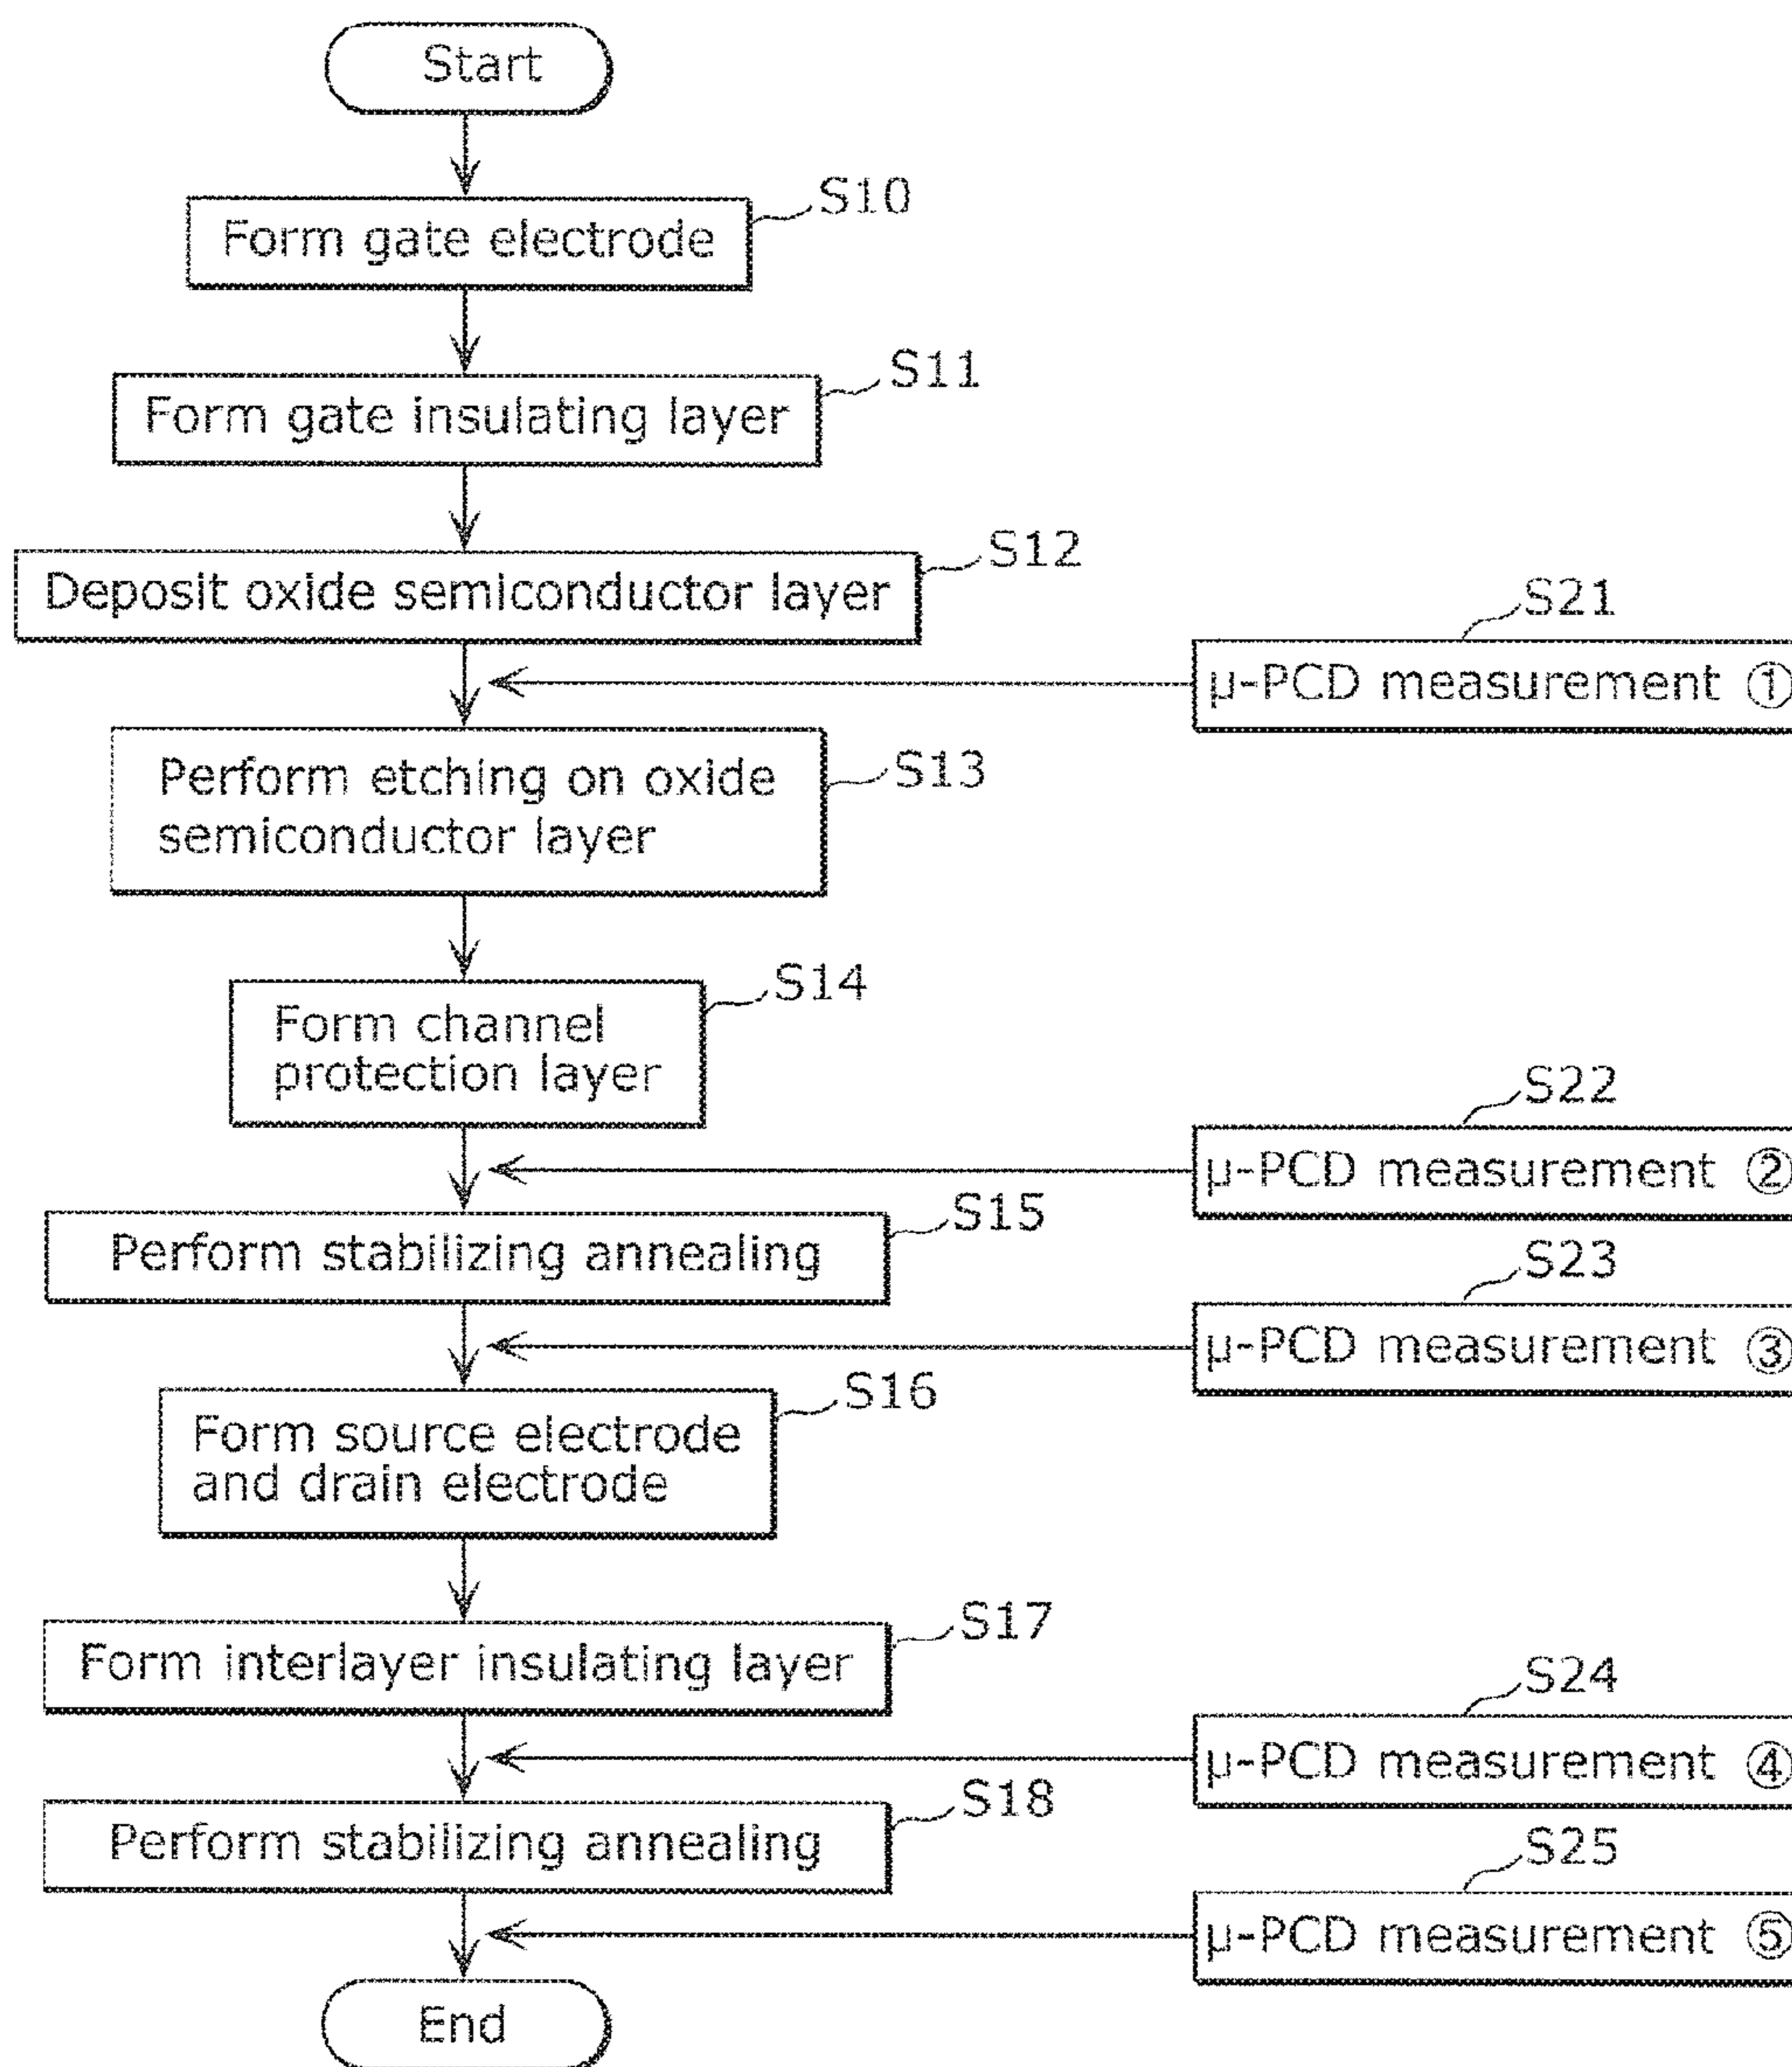 Start
S10
Form gate electrode
S11
Form gate insulating layer
S12
Deposit oxide semiconductor layer
S21
μ-PCD measurement ①
S13
Perform etching on oxide
semiconductor layer
S14
Form channel
protection layer
S22
μ-PCD measurement ②
S15
Perform stabilizing annealing
S23
μ-PCD measurement ③
S16
Form source electrode
and drain electrode
S17
Form interlayer insulating layer
S24
μ-PCD measurement ④
S18
Perform stabilizing annealing
S25
μ-PCD measurement ⑤
End